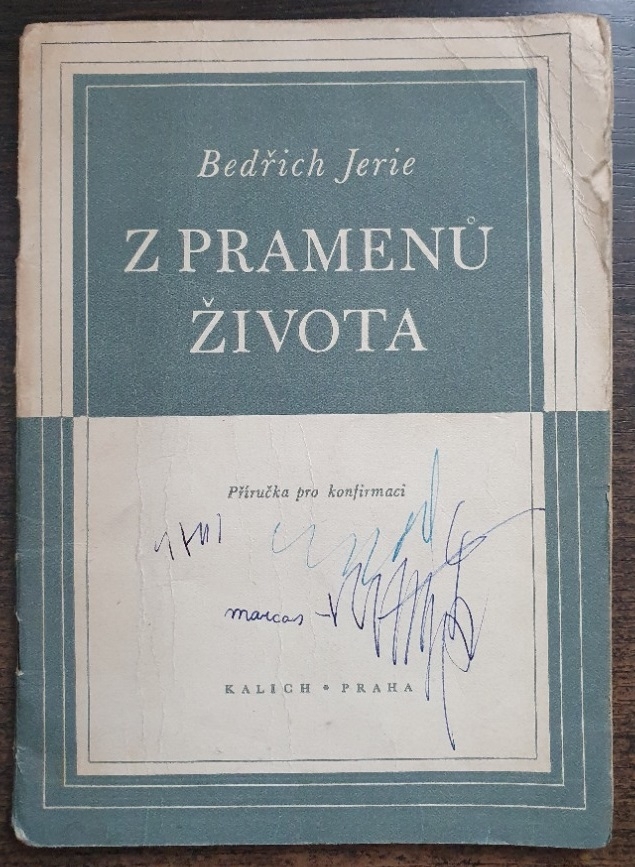 Bedřich Jerie
Z PRAMENŮ
ŽIVOTA
Příručka pro konfirmaci
marcas
KALICH * PRAHA